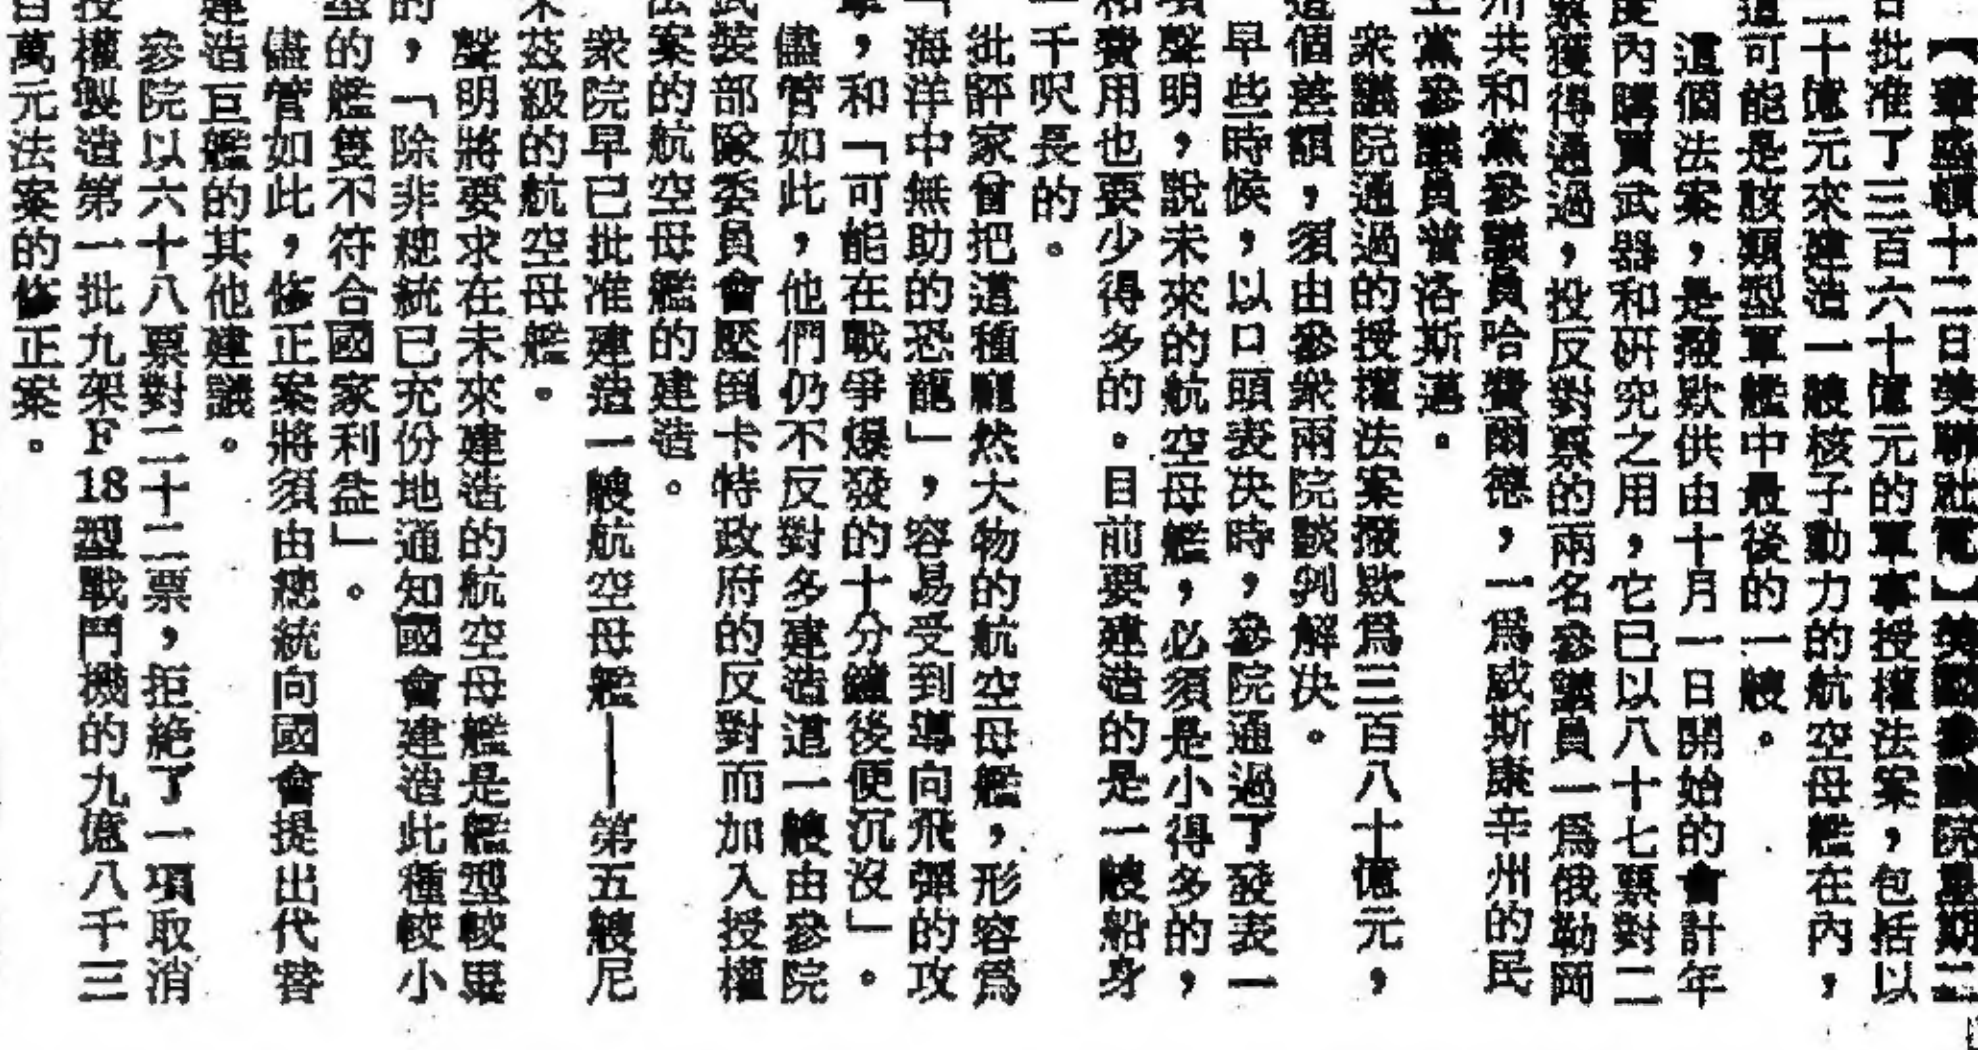 【華盛頓十二日美聯社電】美國參議院星期三
日批准了三百六十億元的軍事授權法案，包括以
二十億元來建造一艘核子動力的航空母艦在內，
這可能是該類型軍艦中最後的一艘。
這個法案，是撥欵供由十月一日開始的會計年
度內購買武器和研究之用，它已以八十七票對二
票獲得通過，投反對票的兩名參議員一爲俄勒岡
州共和黨參議員哈費爾德，一爲威斯康辛州的民
主黨參議員普洛斯邁。
衆議院通過的授權法案撥欵爲三百八十億元，
這個差額，須由參衆兩院談判解决。
早些時候，以口頭表决時，參院通過了發表一
項聲明，說未來的航空母艦，必須是小得多的，
和費用也要少得多的。目前要建造的是一艘船身
一千呎長的。
批評家曾把這種龐然大物的航空母艦，形容爲
「海洋中無助的恐龍」，容易受到導向飛彈的攻
擊，和「可能在戰爭爆發的十分鐘後便沉沒」。
儘管如此，他們仍不反對多建造這一艘由參院
武裝部隊委員會壓倒卡特政府的反對而加入授權
法案的航空母艦的建造。
衆院早已批准建造一艘航空母艦——第五艘尼
米茲級的航空母艦。
聲明將要求在未來建造的航空母艦是艦型較畢
的，「除非總統已充份地通知國會建造此種較小
型的艦隻不符合國家利益」。
儘管如此，修正案將須由總統向國會提出代替
建造巨艦的其他建議。
參院以六十八票對二十二票，拒絶了一項取消
授權製造第一批九架F18型戰鬥機的九億八千三
百萬元法案的修正案。